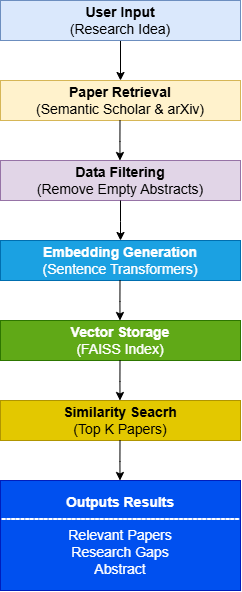 User Input
(Research Idea)
Paper Retrieval
(Semantic Scholar & arXiv)
Data Filtering
(Remove Empty Abstracts)
Embedding Generation
(Sentence Transformers)
Vector Storage
(FAISS Index)
Similarity Seacrh
(Top K Papers)
Outputs Results
Relevant Papers
Research Gaps
Abstract